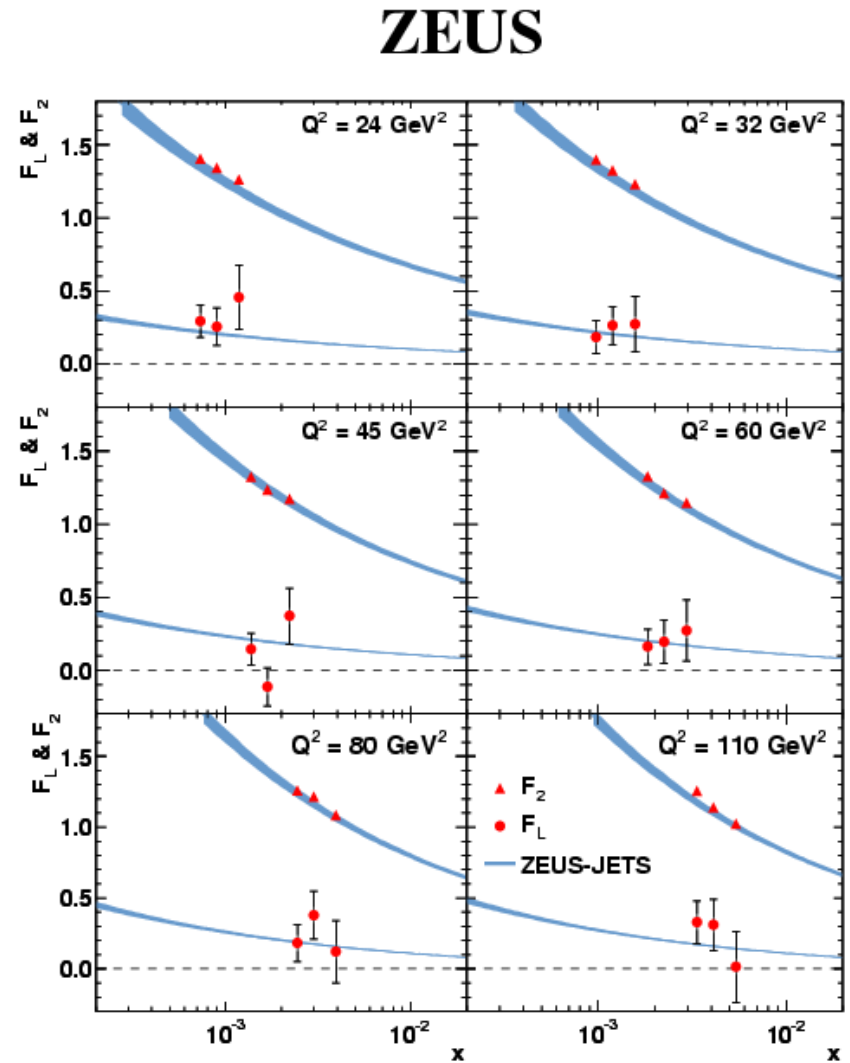 ZEUS
F_L & F_2
Q² = 24 GeV²
Q² = 32 GeV²
1.5
1.0
0.5
0.0
F_L & F_2
Q² = 45 GeV²
Q² = 60 GeV²
1.5
1.0
0.5
0.0
F_L & F_2
Q² = 80 GeV²
Q² = 110 GeV²
1.5
1.0
0.5
0.0
F₂
F_L
ZEUS-JETS
10⁻³ 10⁻² 10⁻³ 10⁻²
x x